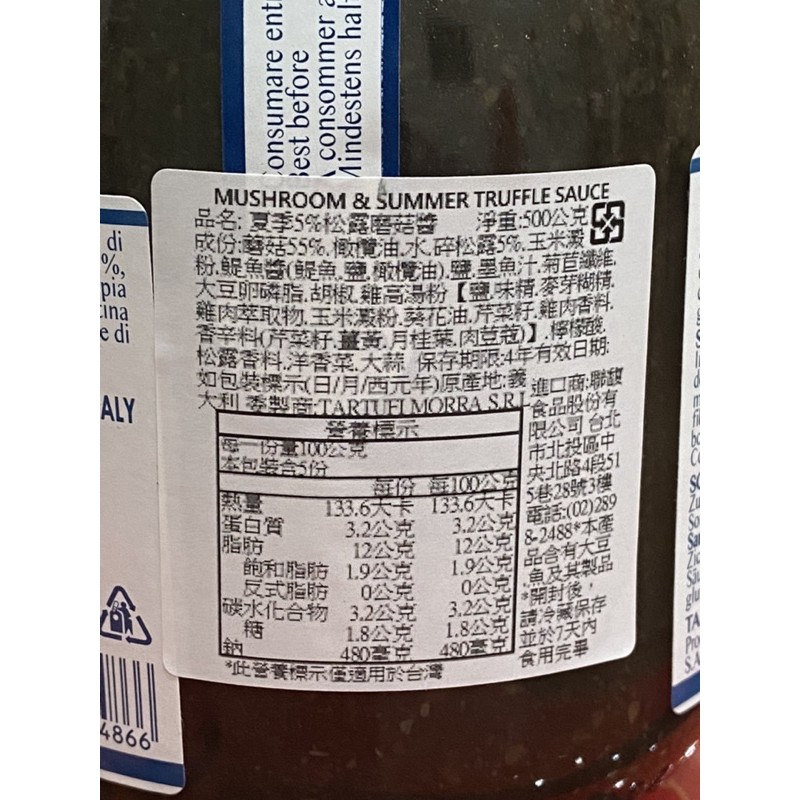 Consumare ent
Best before
A consommer a
Mindestens hal
di
%,
pia
ina
e di
ALY
4866
MUSHROOM & SUMMER TRUFFLE SAUCE
品名: 夏季5%松露磨菇醬 淨重:500公克
成份:蘑菇55%.橄欖油.水.碎松露5%.玉米澱
粉.鯷魚醬(鯷魚.鹽.橄欖油).鹽.墨魚汁.菊苣纖維.
大豆卵磷脂.胡椒.雞高湯粉【鹽.味精.麥芽糊精.
雞肉萃取物.玉米澱粉.葵花油.芹菜籽.雞肉香料.
香辛料(芹菜籽.薑黃.月桂葉.肉荳蔻)】.檸檬酸.
松露香料.洋香菜.大蒜 保存期限:4年有效日期:
如包裝標示(日/月/西元年)原產地:義
大利 委製商:TARTUFLMORRA S.R.L
進口商:聯馥
食品股份有
限公司 台北
市北投區中
央北路4段51
5巷28號3樓
電話:(02)289
8-2488*本產
品含有大豆
.魚及其製品
*開封後，
請冷藏保存
並於7天內
食用完畢
營養標示
每一份量100公克
本包裝含5份
每份 每100公克
熱量 133.6大卡 133.6大卡
蛋白質 3.2公克 3.2公克
脂肪 12公克 12公克
飽和脂肪 1.9公克 1.9公克
反式脂肪 0公克 0公克
碳水化合物 3.2公克 3.2公克
糖 1.8公克 1.8公克
鈉 480毫克 480毫克
*此營養標示僅適用於台灣